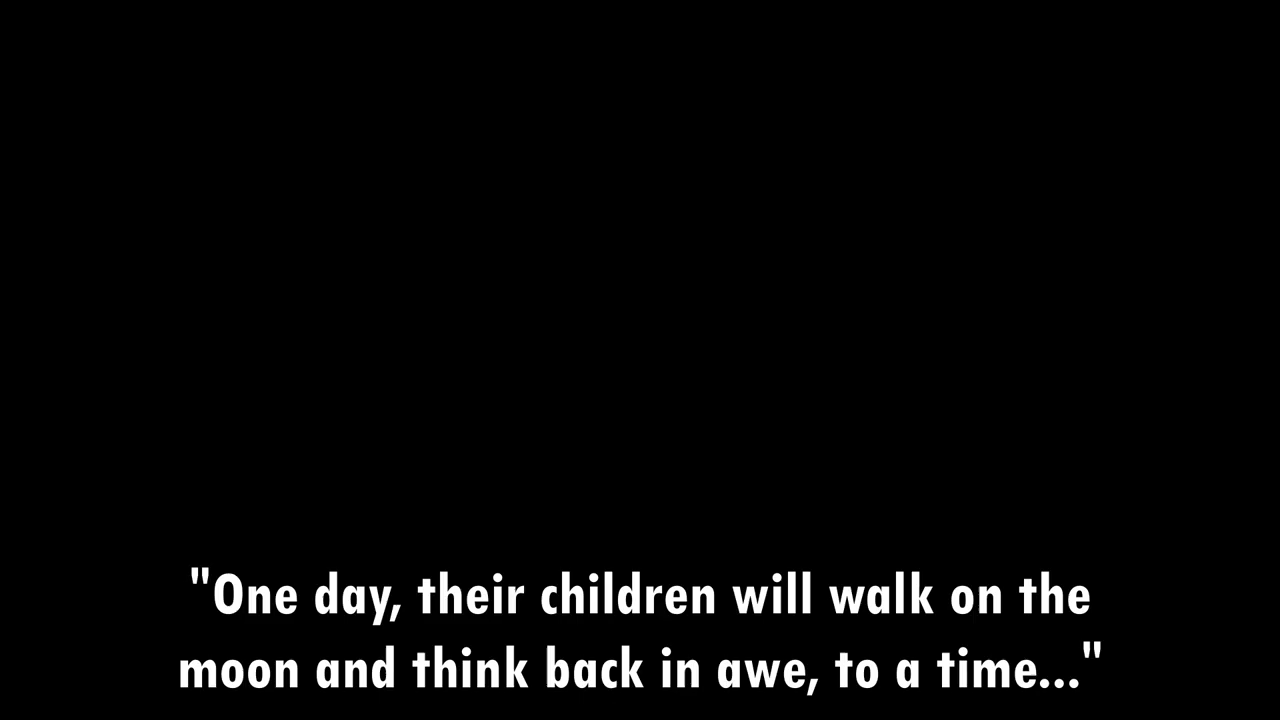 "One day, their children will walk on the
moon and think back in awe, to a time..."